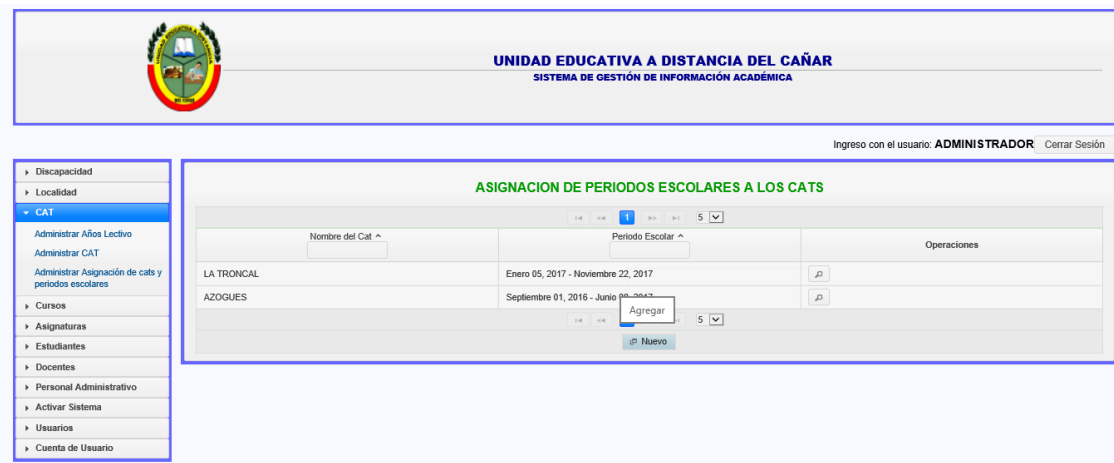 UNIDAD EDUCATIVA A DISTANCIA DEL CAÑAR
SISTEMA DE GESTIÓN DE INFORMACIÓN ACADÉMICA
Ingreso con el usuario: ADMINISTRADOR Cerrar Sesión
Discapacidad
Localidad
CAT
Administrar Años Lectivo
Administrar CAT
Administrar Asignación de cats y
periodos escolares
Cursos
Asignaturas
Estudiantes
Docentes
Personal Administrativo
Activar Sistema
Usuarios
Cuenta de Usuario
ASIGNACION DE PERIODOS ESCOLARES A LOS CATS
1 5
Nombre del Cat Periodo Escolar Operaciones
LA TRONCAL Enero 05, 2017 - Noviembre 22, 2017
AZOGUES Septiembre 01, 2016 - Junio
Agregar
5
Nuevo